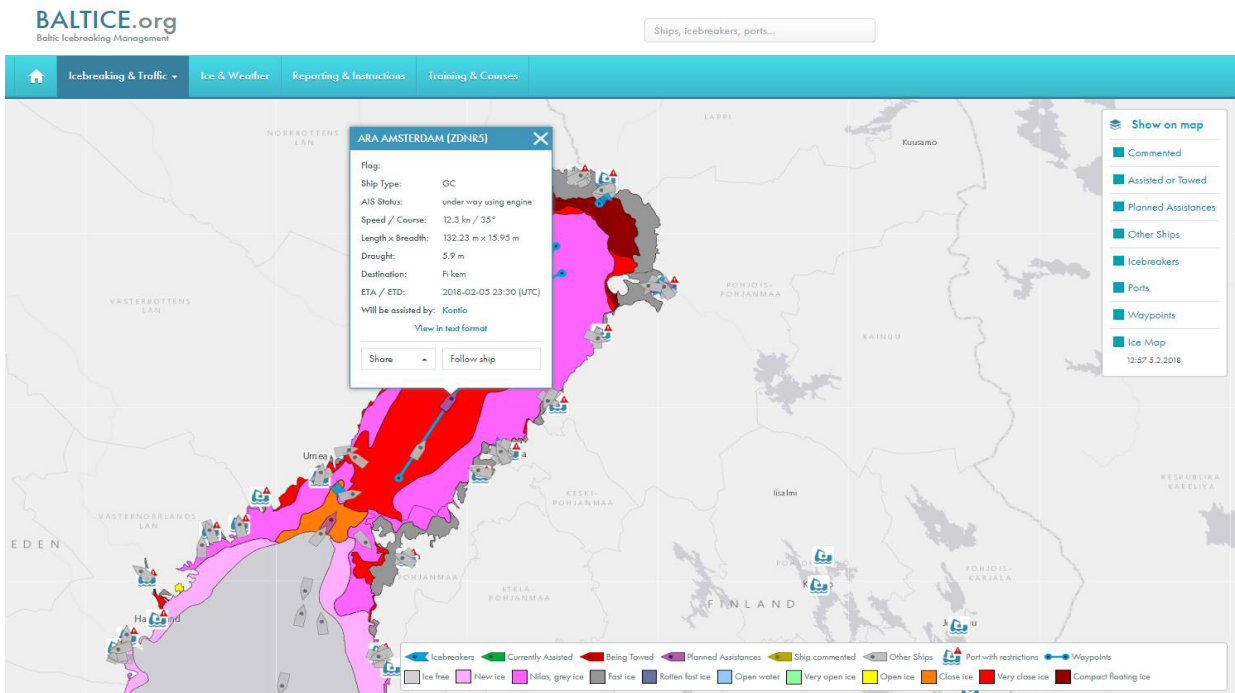 BALTICE.org
Baltic Icebreaking Management
Ships, icebreakers, ports...
Icebreaking & Traffic
Ice & Weather
Reporting & Instructions
Training & Courses
LAPPI
NORRBOTTENS
LÄN
Kuusamo
ARA AMSTERDAM (ZDNR5)
Flag:
Ship Type: GC
AIS Status: under way using engine
Speed / Course: 12.3 kn / 35°
Length x Breadth: 132.23 m x 15.95 m
Draught: 5.9 m
Destination: Fi kem
ETA / ETD: 2018-02-05 23:30 (UTC)
Will be assisted by: Kontio
View in text format
Share
Follow ship
Show on map
Commented
Assisted or Towed
Planned Assistances
Other Ships
Icebreakers
Ports
Waypoints
Ice Map
12:57 5.2.2018
VÄSTERBOTTENS
LÄN
POHJOIS-
POHJANMAA
KAINUU
Umea
a
KESKI-
POHJANMAA
Iisalmi
RESPUBLIKA
KARELIYA
VÄSTERNORRLANDS
LÄN
EDEN
POHJANMAA
ETELÄ-
POHJANMAA
POHJOIS-
KARJALA
FINLAND
Icebreakers
Currently Assisted
Being Towed
Planned Assistances
Ship commented
Other Ships
Port with restrictions
Waypoints
Ice free
New ice
Nilas, grey ice
Fast ice
Rotten fast ice
Open water
Very open ice
Open ice
Close ice
Very close ice
Compact floating ice